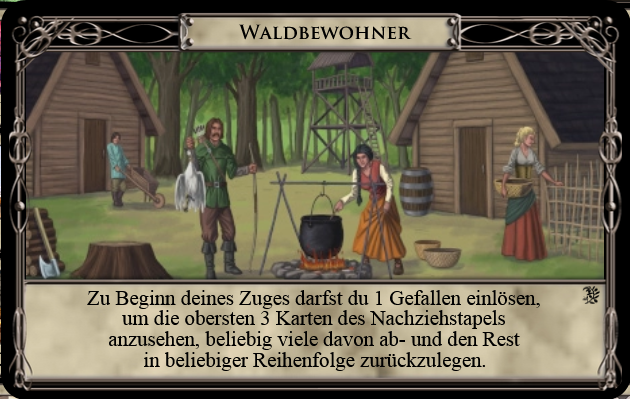 WALDBEWOHNER
Zu Beginn deines Zuges darfst du 1 Gefallen einlösen,
um die obersten 3 Karten des Nachziehstapels
anzusehen, beliebig viele davon ab- und den Rest
in beliebiger Reihenfolge zurückzulegen.